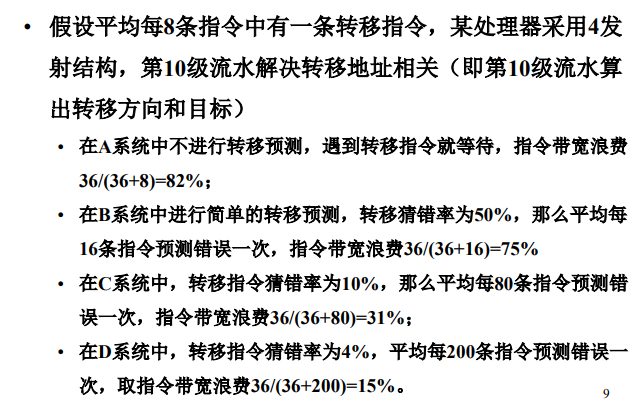 • 假设平均每8条指令中有一条转移指令，某处理器采用4发
射结构，第10级流水解决转移地址相关（即第10级流水算
出转移方向和目标）
• 在A系统中不进行转移预测，遇到转移指令就等待，指令带宽浪费
36/(36+8)=82%；
• 在B系统中进行简单的转移预测，转移猜错率为50%，那么平均每
16条指令预测错误一次，指令带宽浪费36/(36+16)=75%
• 在C系统中，转移指令猜错率为10%，那么平均每80条指令预测错
误一次，指令带宽浪费36/(36+80)=31%；
• 在D系统中，转移指令猜错率为4%，平均每200条指令预测错误一
次，取指令带宽浪费36/(36+200)=15%。
9